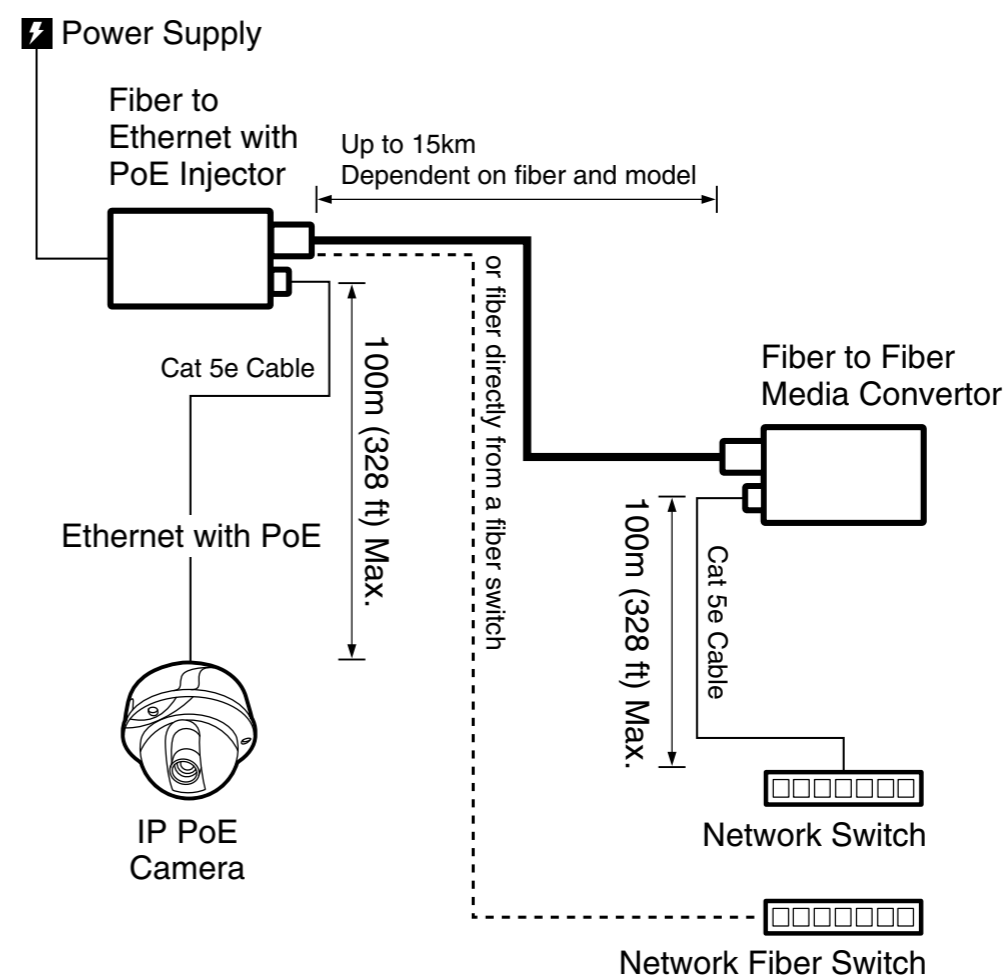 Power Supply
Fiber to
Ethernet with
PoE Injector
Up to 15km
Dependent on fiber and model
or fiber directly from a fiber switch
Cat 5e Cable
100m (328 ft) Max.
Fiber to Fiber
Media Convertor
Ethernet with PoE
100m (328 ft) Max.
Cat 5e Cable
IP PoE
Camera
Network Switch
Network Fiber Switch